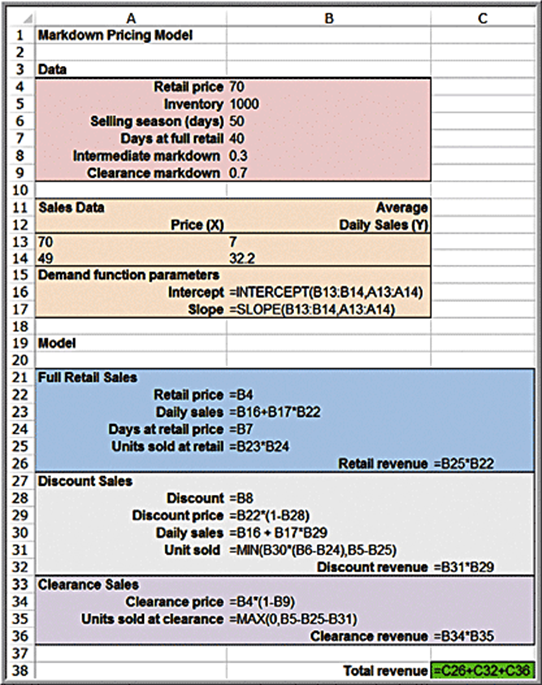 A B C
1 Markdown Pricing Model
2
3 Data
4 Retail price 70
5 Inventory 1000
6 Selling season (days) 50
7 Days at full retail 40
8 Intermediate markdown 0.3
9 Clearance markdown 0.7
10
11 Sales Data Average
12 Price (X) Daily Sales (Y)
13 70 7
14 49 32.2
15 Demand function parameters
16 Intercept =INTERCEPT(B13:B14,A13:A14)
17 Slope =SLOPE(B13:B14,A13:A14)
18
19 Model
20
21 Full Retail Sales
22 Retail price =B4
23 Daily sales =B16+B17*B22
24 Days at retail price =B7
25 Units sold at retail =B23*B24
26 Retail revenue =B25*B22
27 Discount Sales
28 Discount =B8
29 Discount price =B22*(1-B28)
30 Daily sales =B16 + B17*B29
31 Unit sold =MIN(B30*(B6-B24),B5-B25)
32 Discount revenue =B31*B29
33 Clearance Sales
34 Clearance price =B4*(1-B9)
35 Units sold at clearance =MAX(0,B5-B25-B31)
36 Clearance revenue =B34*B35
37
38 Total revenue =C26+C32+C36